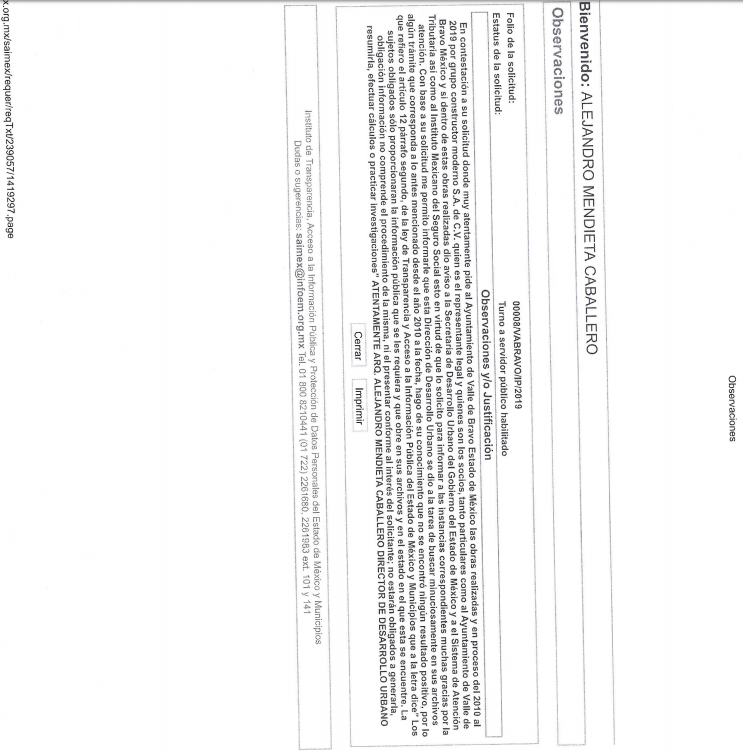 Observaciones
Bienvenido: ALEJANDRO MENDIETA CABALLERO
Observaciones
Folio de la solicitud: 00008/VABRAVO/IP/2019
Estatus de la solicitud: Turno a servidor público habilitado
Observaciones y/o Justificación
En contestación a su solicitud donde muy atentamente pide al Ayuntamiento de Valle de Bravo Estado de México las obras realizadas y en proceso del 2010 al
2019 por grupo constructor moderno S.A. de C.V. quien es el representante legal y quienes son los socios, tanto particulares como al Ayuntamiento de Valle de
Bravo México y si dentro de estas obras realizadas dio aviso a la Secretaria de Desarrollo Urbano del Gobierno del Estado de México y a el Sistema de Atención
Tributaria así como al Instituto Mexicano del Seguro Social esto en virtud de que lo solicito para informar a las instancias correspondientes muchas gracias por la
atención. Con base a su solicitud me permito informarle que esta Dirección de Desarrollo Urbano se dio a la tarea de buscar minuciosamente en sus archivos
algún trámite que corresponda a lo antes mencionado desde el año 2010 a la fecha, hago de su conocimiento que no se encontró ningún resultado positivo, por lo
que refiero el artículo 12 párrafo segundo, de la ley de Transparencia y Acceso a la Información Pública del Estado de México y Municipios que a la letra dice" Los
sujetos obligados sólo proporcionaran la información pública que se les requiera y que obre en sus archivos y en el estado en el que esta se encuentre. La
obligación información no comprende el procedimiento de la misma, ni el presentar conforme al interés del solicitante; no estarán obligados a generarla,
resumirla, efectuar cálculos o practicar investigaciones" ATENTAMENTE ARQ. ALEJANDRO MENDIETA CABALLERO DIRECTOR DE DESARROLLO URBANO
Cerrar Imprimir
Instituto de Transparencia, Acceso a la Información Pública y Protección de Datos Personales del Estado de México y Municipios
Dudas o sugerencias: saimex@infoem.org.mx Tel. 01 800 8210441 (01 722) 2261680, 2261983 ext. 101 y 141
x.org.mx/saimex/requer/reqTxt/239057/1419297.page